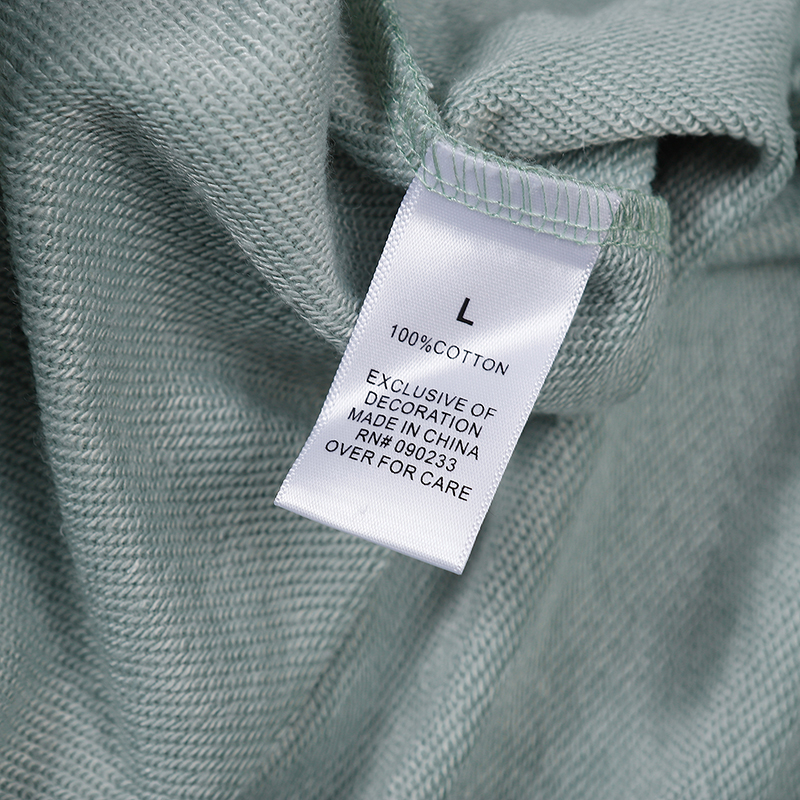 L
100%COTTON
EXCLUSIVE OF
DECORATION
MADE IN CHINA
RN# 090233
OVER FOR CARE